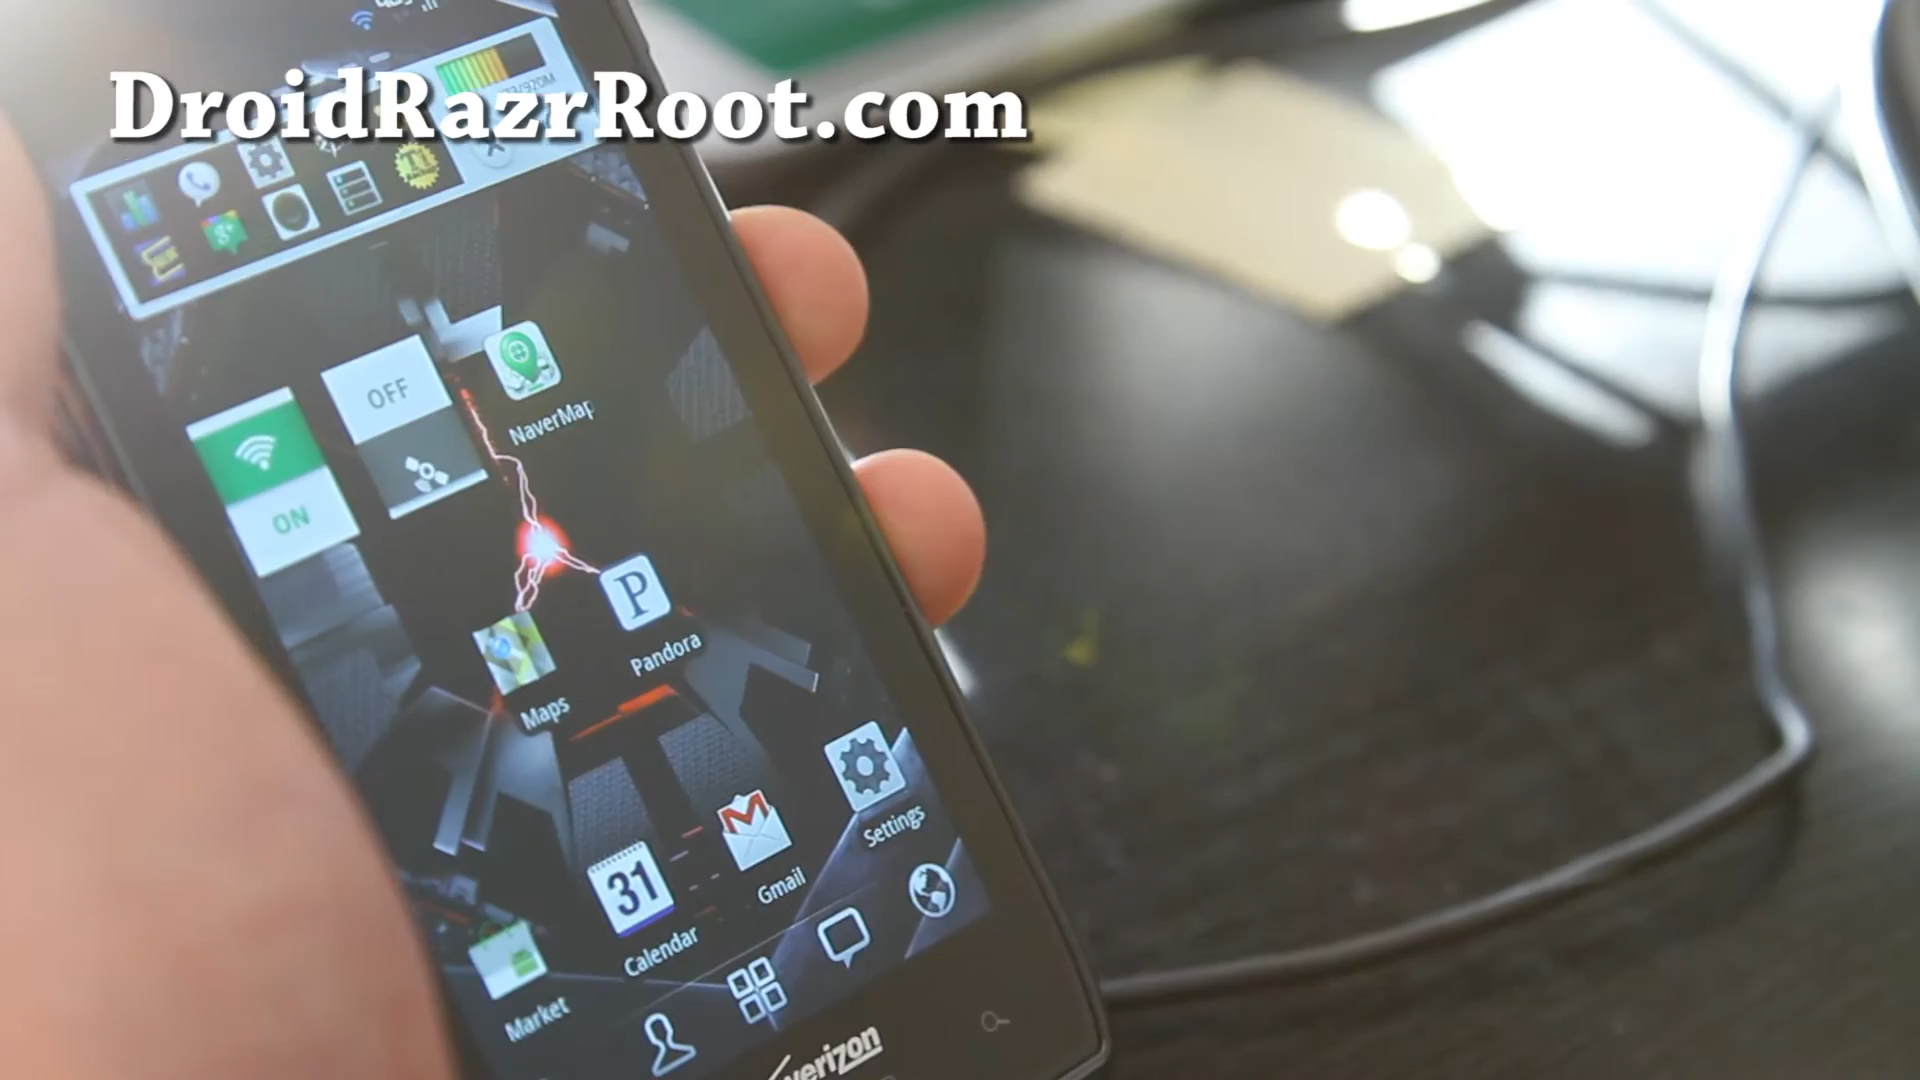 DroidRazrRoot.com
OFF
ON
NaverMap
P
Pandora
Maps
Settings
31
Gmail
Calendar
Market
verizon